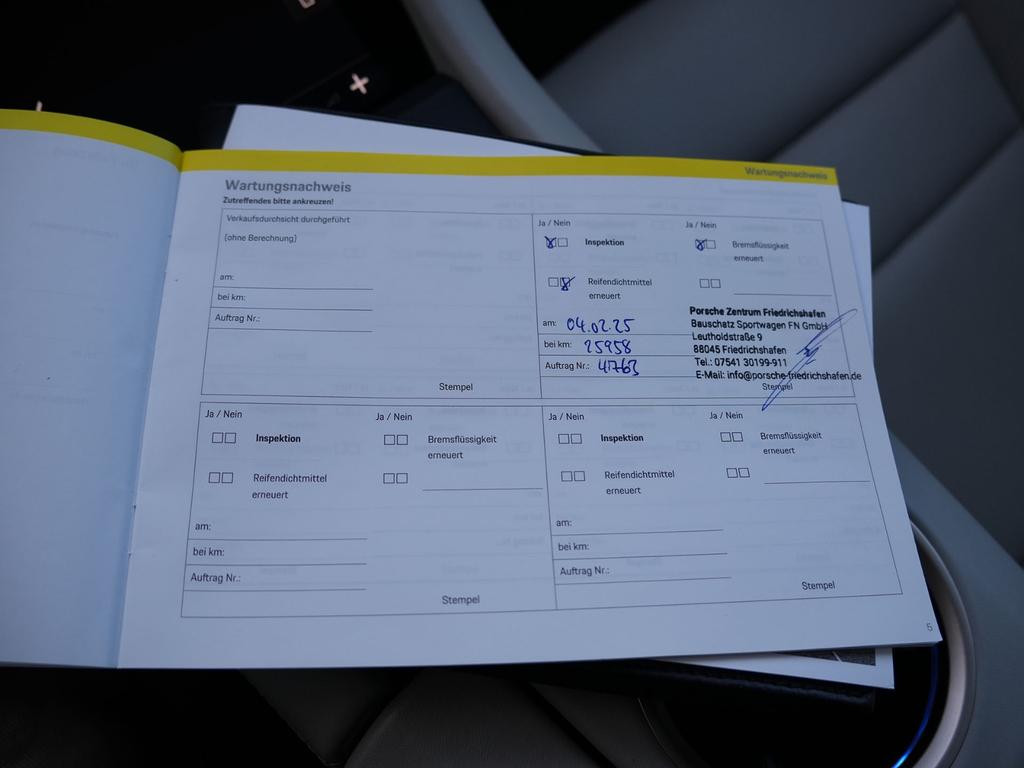 Wartungsnachweis
Wartungsnachweis
Zutreffendes bitte ankreuzen!
Verkaufsdurchsicht durchgeführt
(ohne Berechnung)
am:
bei km:
Auftrag Nr.:
Stempel
Ja / Nein
Ja / Nein
Inspektion
Bremsflüssigkeit
erneuert
Reifendichtmittel
erneuert
am: 04.02.25
bei km: 25958
Auftrag Nr.: 41763
Porsche Zentrum Friedrichshafen
Bauschatz Sportwagen FN GmbH
Leutholdstraße 9
88045 Friedrichshafen
Tel.: 07541 30199-911
E-Mail: info@porsche-friedrichshafen.de
Stempel
Ja / Nein
Ja / Nein
Inspektion
Bremsflüssigkeit
erneuert
Reifendichtmittel
erneuert
am:
bei km:
Auftrag Nr.:
Stempel
Ja / Nein
Ja / Nein
Inspektion
Bremsflüssigkeit
erneuert
Reifendichtmittel
erneuert
am:
bei km:
Auftrag Nr.:
Stempel
5